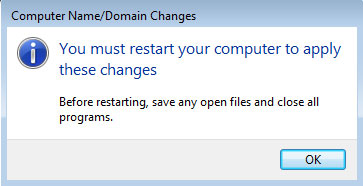 Computer Name/Domain Changes
You must restart your computer to apply
these changes
Before restarting, save any open files and close all
programs.
OK